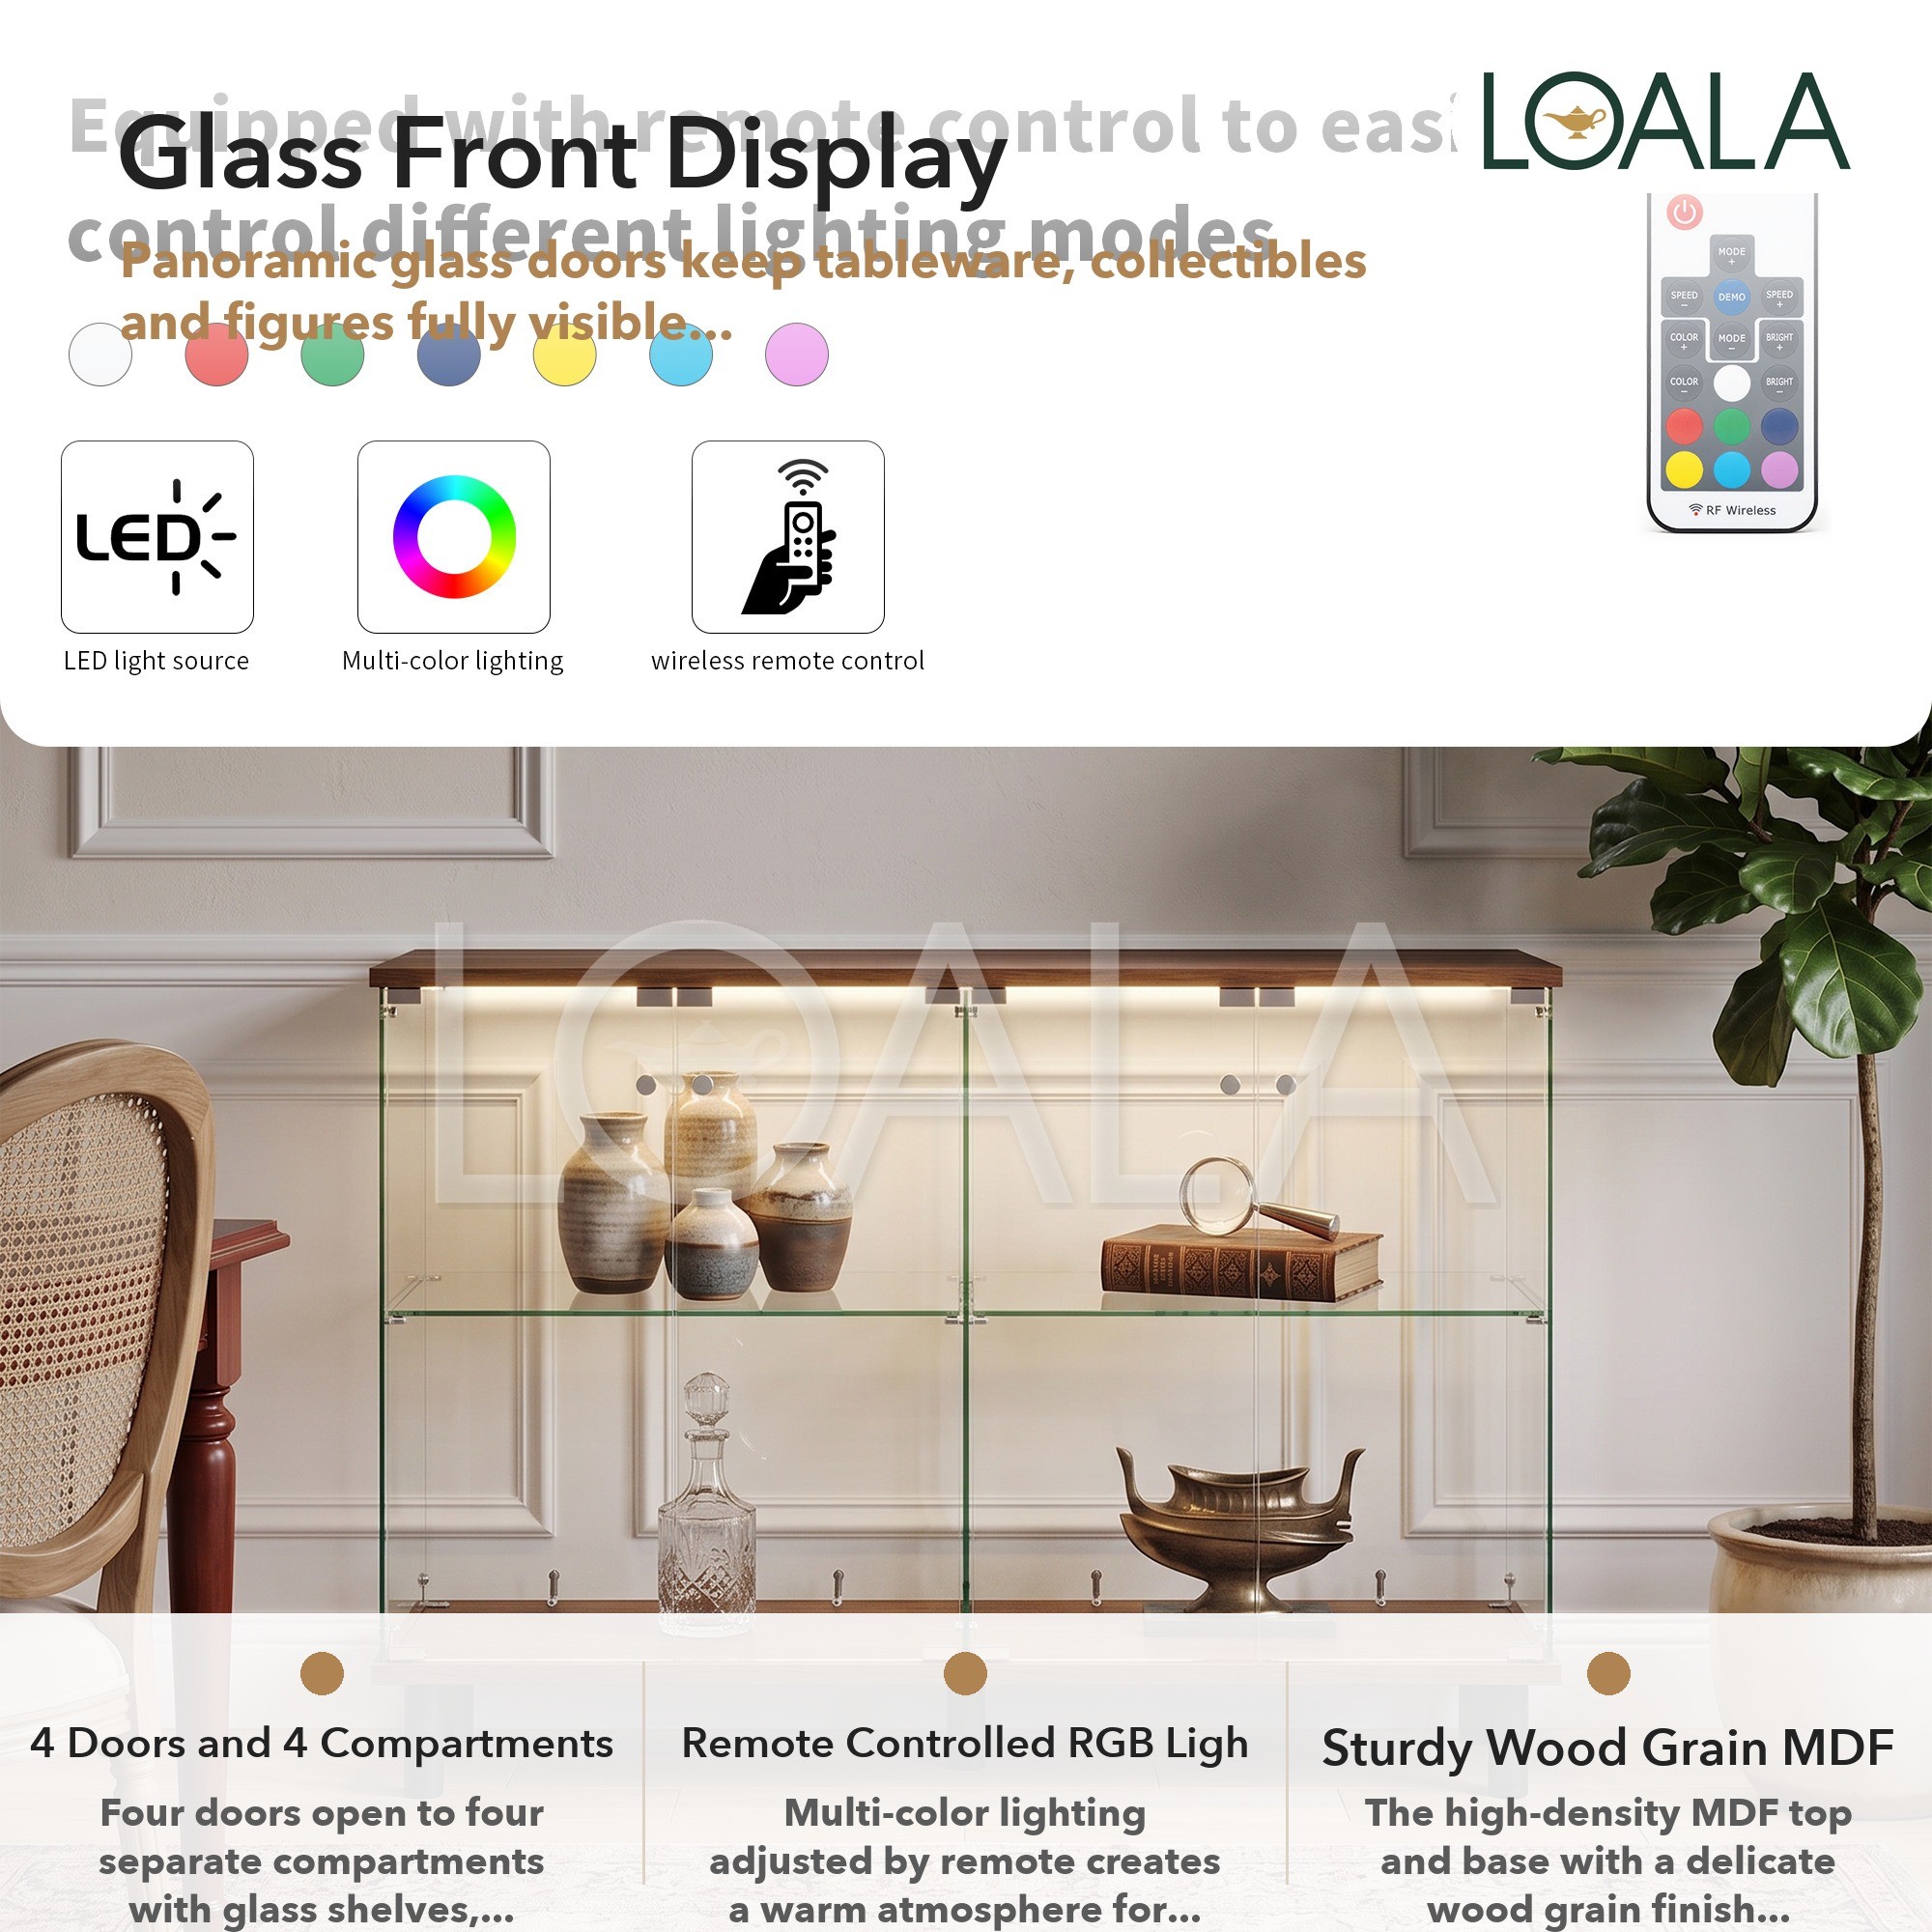 Equipped with remote control to easi
LOALA
Glass Front Display
control different lighting modes
Panoramic glass doors keep tableware, collectibles
and figures fully visible...
MODE +
SPEED − DEMO SPEED +
COLOR + MODE − BRIGHT +
COLOR − BRIGHT −
RF Wireless
LED
LED light source
Multi-color lighting
wireless remote control
LOALA
4 Doors and 4 Compartments
Four doors open to four
separate compartments
with glass shelves,...
Remote Controlled RGB Ligh
Multi-color lighting
adjusted by remote creates
a warm atmosphere for...
Sturdy Wood Grain MDF
The high-density MDF top
and base with a delicate
wood grain finish...